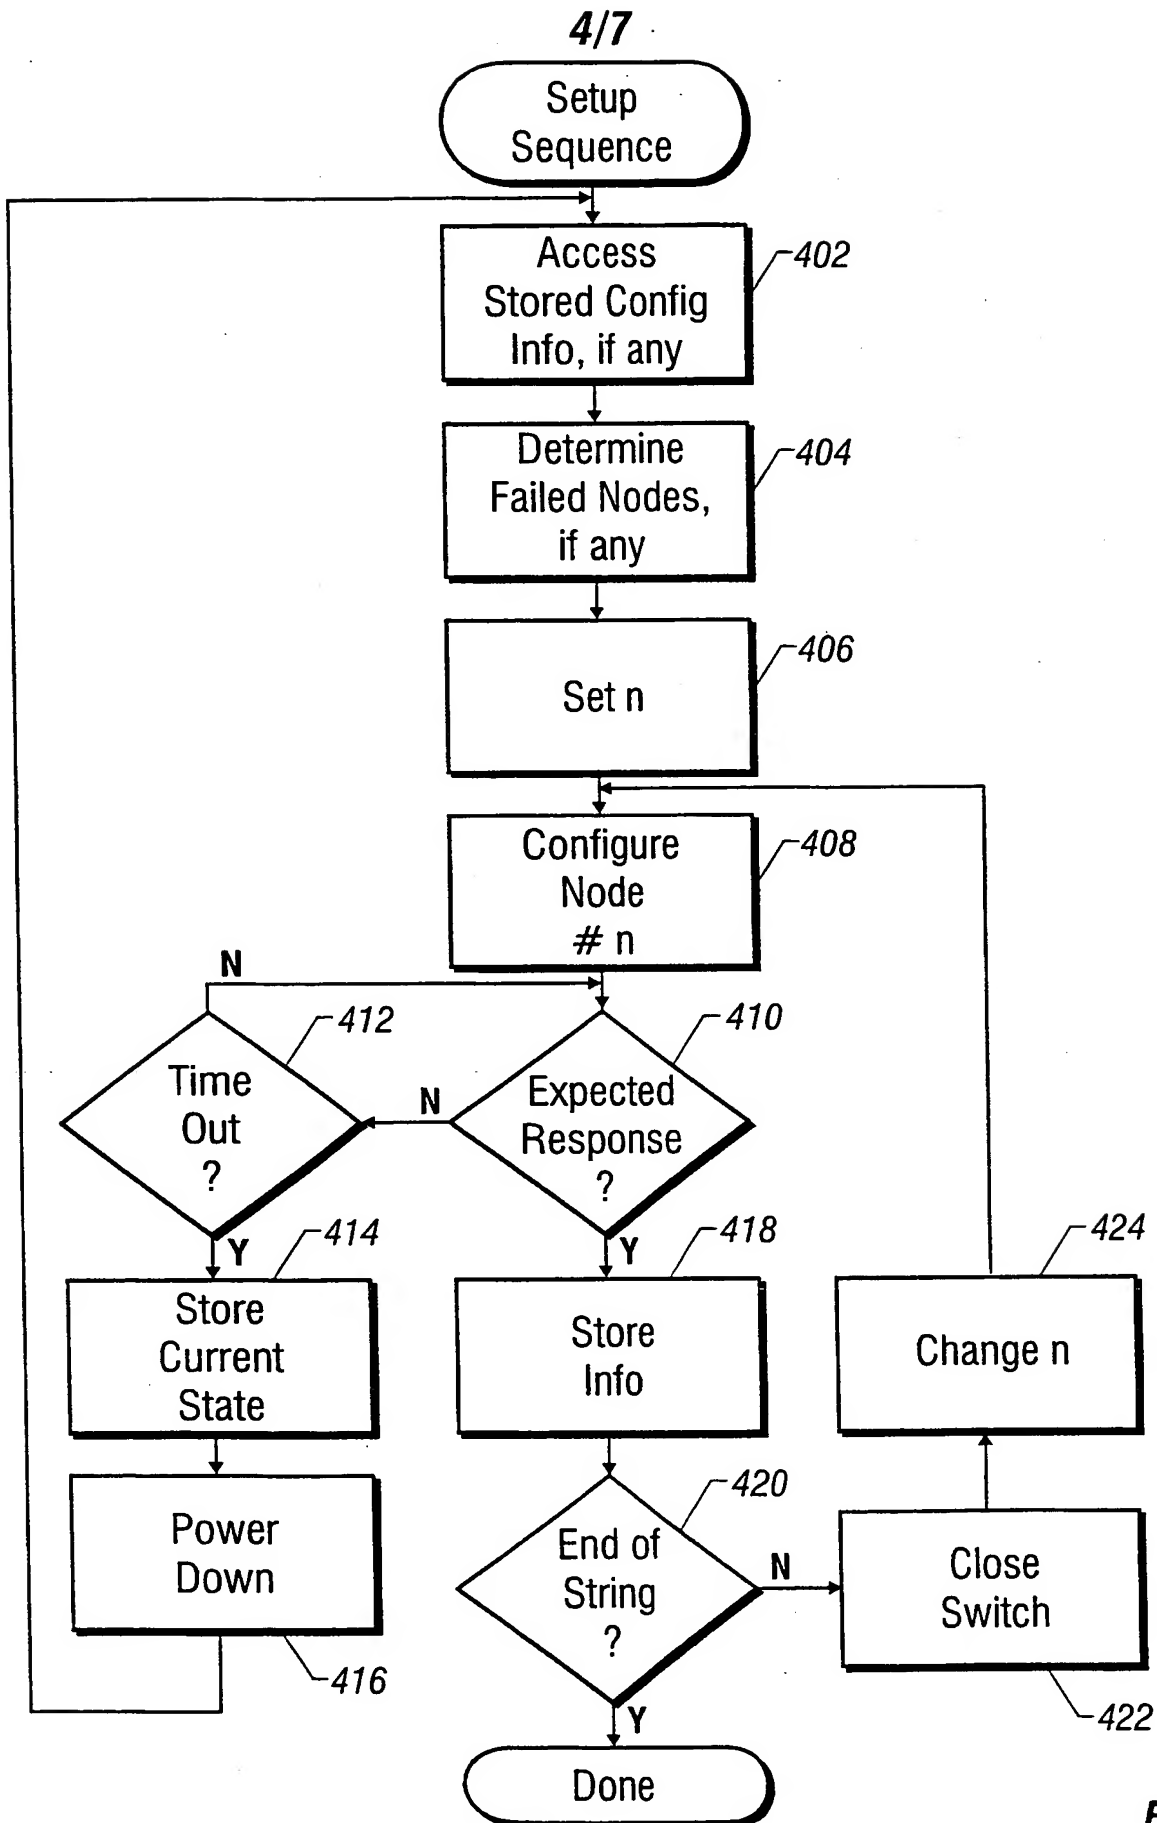 4/7
Setup
Sequence
Access
Stored Config
Info, if any
402
Determine
Failed Nodes,
if any
404
Set n
406
Configure
Node
# n
408
N
412
410
Time
Out
?
N
Expected
Response
?
Y
414
Y
418
424
Store
Current
State
Store
Info
Change n
Power
Down
416
420
End of
String
?
N
Close
Switch
422
Y
Done